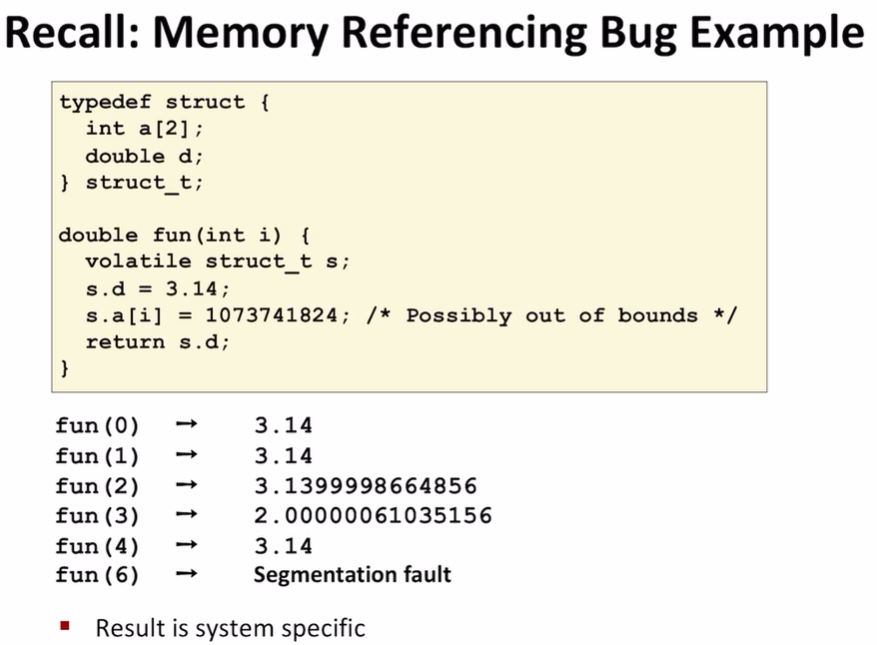 Recall: Memory Referencing Bug Example
typedef struct {
  int a[2];
  double d;
} struct_t;
double fun(int i) {
  volatile struct_t s;
  s.d = 3.14;
  s.a[i] = 1073741824; /* Possibly out of bounds */
  return s.d;
}
fun(0) → 3.14
fun(1) → 3.14
fun(2) → 3.1399998664856
fun(3) → 2.00000061035156
fun(4) → 3.14
fun(6) → Segmentation fault
▪ Result is system specific